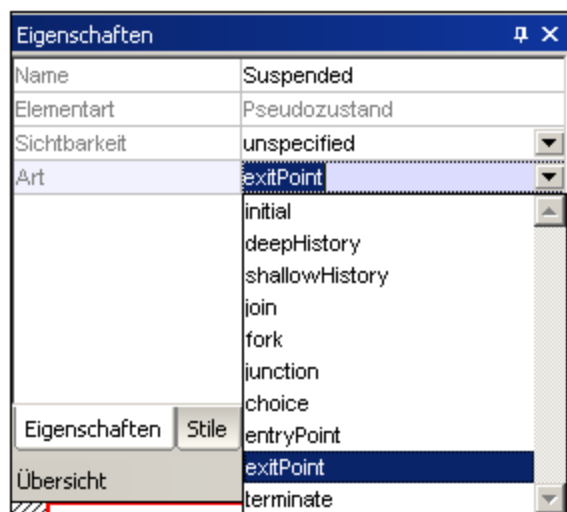 Eigenschaften
Name Suspended
Elementart Pseudozustand
Sichtbarkeit unspecified
Art exitPoint
initial
deepHistory
shallowHistory
join
fork
junction
choice
Eigenschaften Stile entryPoint
exitPoint
Übersicht
terminate